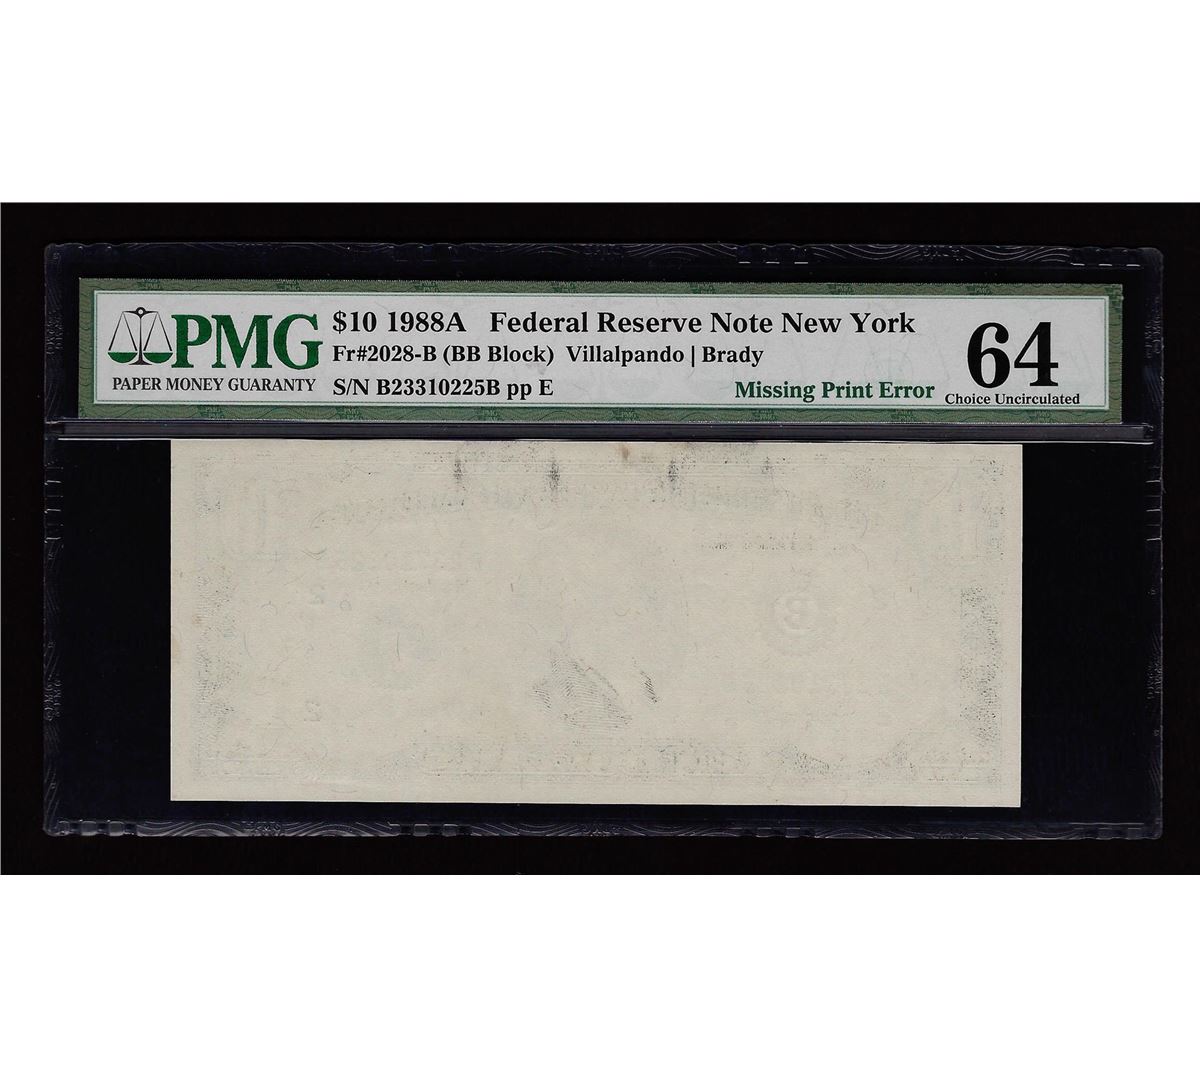 PMG
PAPER MONEY GUARANTY
$10 1988A Federal Reserve Note New York
Fr#2028-B (BB Block) Villalpando | Brady
S/N B23310225B pp E
Missing Print Error
64
Choice Uncirculated